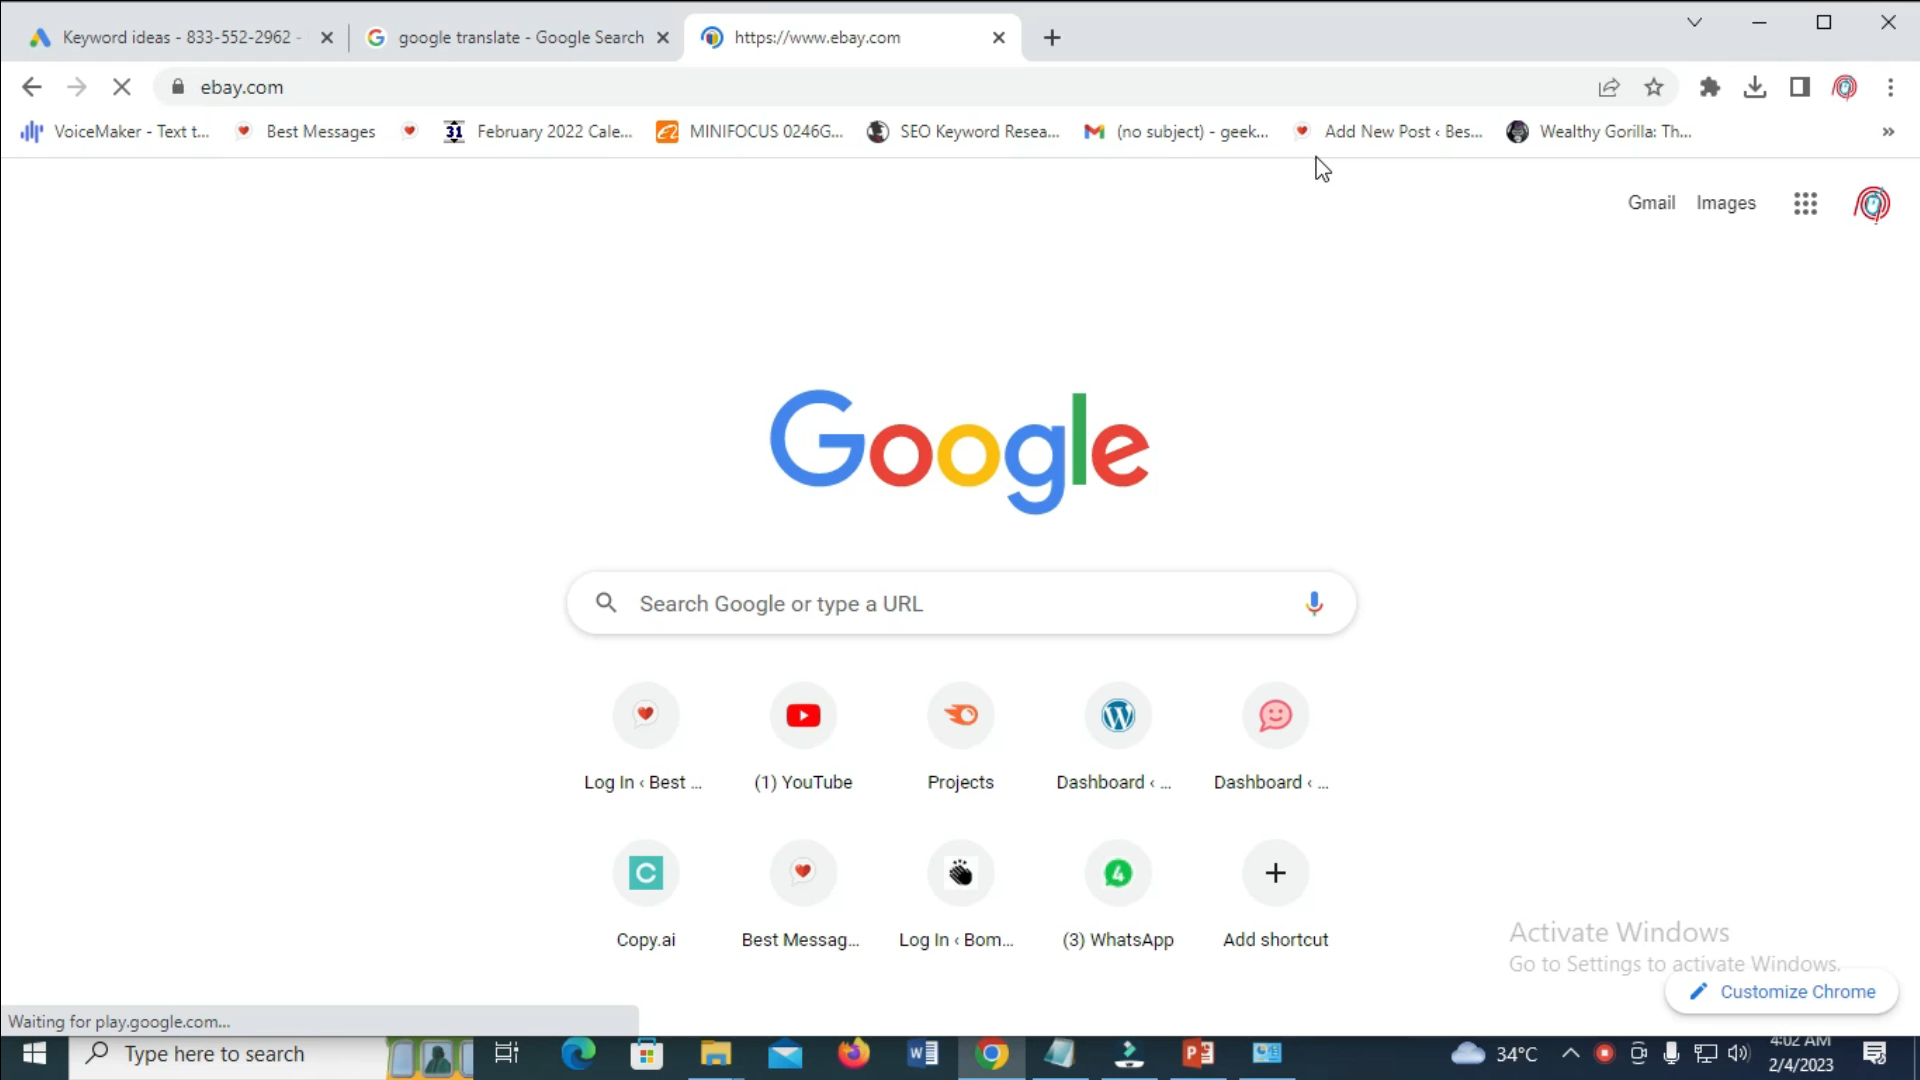 Keyword ideas - 833-552-2962 -
google translate - Google Search
https://www.ebay.com
ebay.com
VoiceMaker - Text t...
Best Messages
31
February 2022 Cale...
MINIFOCUS 0246G...
SEO Keyword Resea...
(no subject) - geek...
Add New Post ‹ Bes...
Wealthy Gorilla: Th...
»
Gmail
Images
Google
Search Google or type a URL
Log In ‹ Best ...
(1) YouTube
Projects
Dashboard ‹ ...
Dashboard ‹ ...
C
4
Copy.ai
Best Messag...
Log In ‹ Bom...
(3) WhatsApp
Add shortcut
Activate Windows
Go to Settings to activate Windows.
Customize Chrome
Waiting for play.google.com...
Type here to search
34°C
4:02 AM
2/4/2023